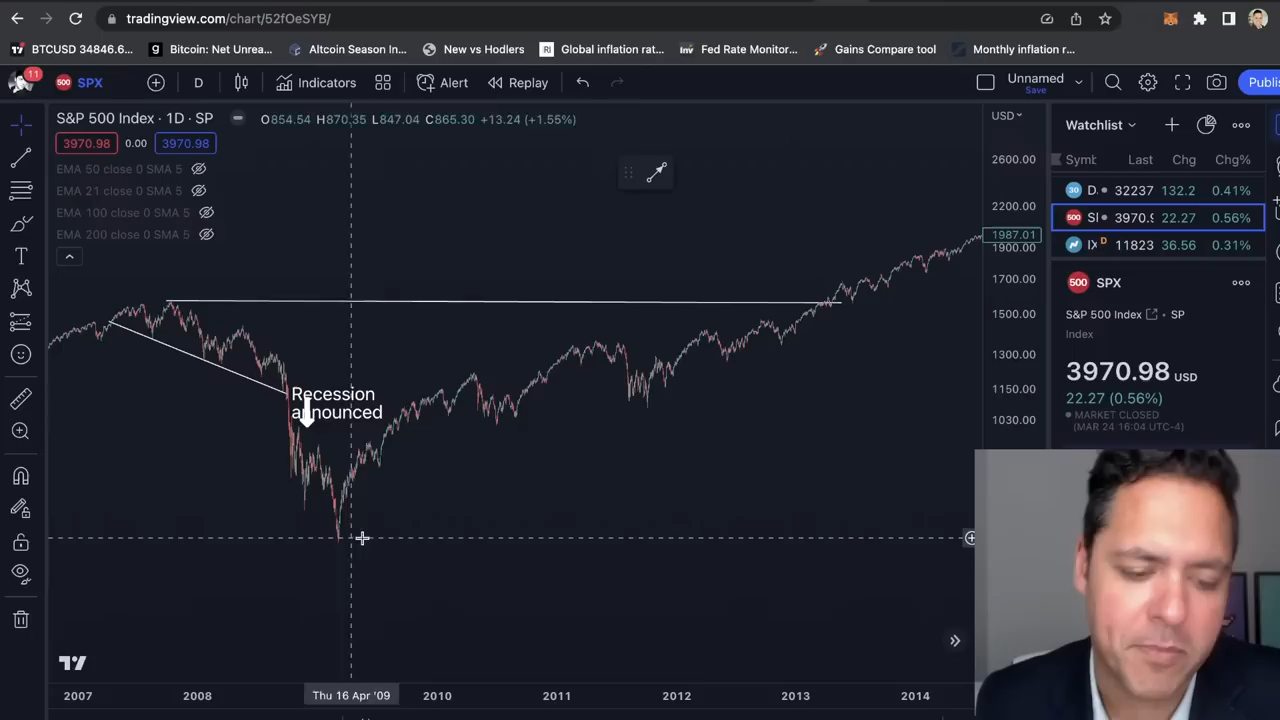 tradingview.com/chart/52fOeSYB/
BTCUSD 34846.6...
Bitcoin: Net Unrea...
Altcoin Season In...
New vs Hodlers
Global inflation rat...
Fed Rate Monitor...
Gains Compare tool
Monthly inflation r...
11
500
SPX
D
Indicators
Alert
Replay
Unnamed
Save
Publi
S&P 500 Index · 1D · SP
O854.54 H870.35 L847.04 C865.30 +13.24 (+1.55%)
3970.98 0.00 3970.98
EMA 50 close 0 SMA 5
EMA 21 close 0 SMA 5
EMA 100 close 0 SMA 5
EMA 200 close 0 SMA 5
Recession
announced
USD
2600.00
2200.00
1987.01
1900.00
1700.00
1500.00
1300.00
1150.00
1030.00
2007
2008
Thu 16 Apr '09
2010
2011
2012
2013
2014
Watchlist
Symb Last Chg Chg%
30 D. 32237 132.2 0.41%
500 SI 3970.9 22.27 0.56%
IX D 11823 36.56 0.31%
500 SPX
S&P 500 Index · SP
Index
3970.98 USD
22.27 (0.56%)
MARKET CLOSED
(MAR 24 16:04 UTC-4)